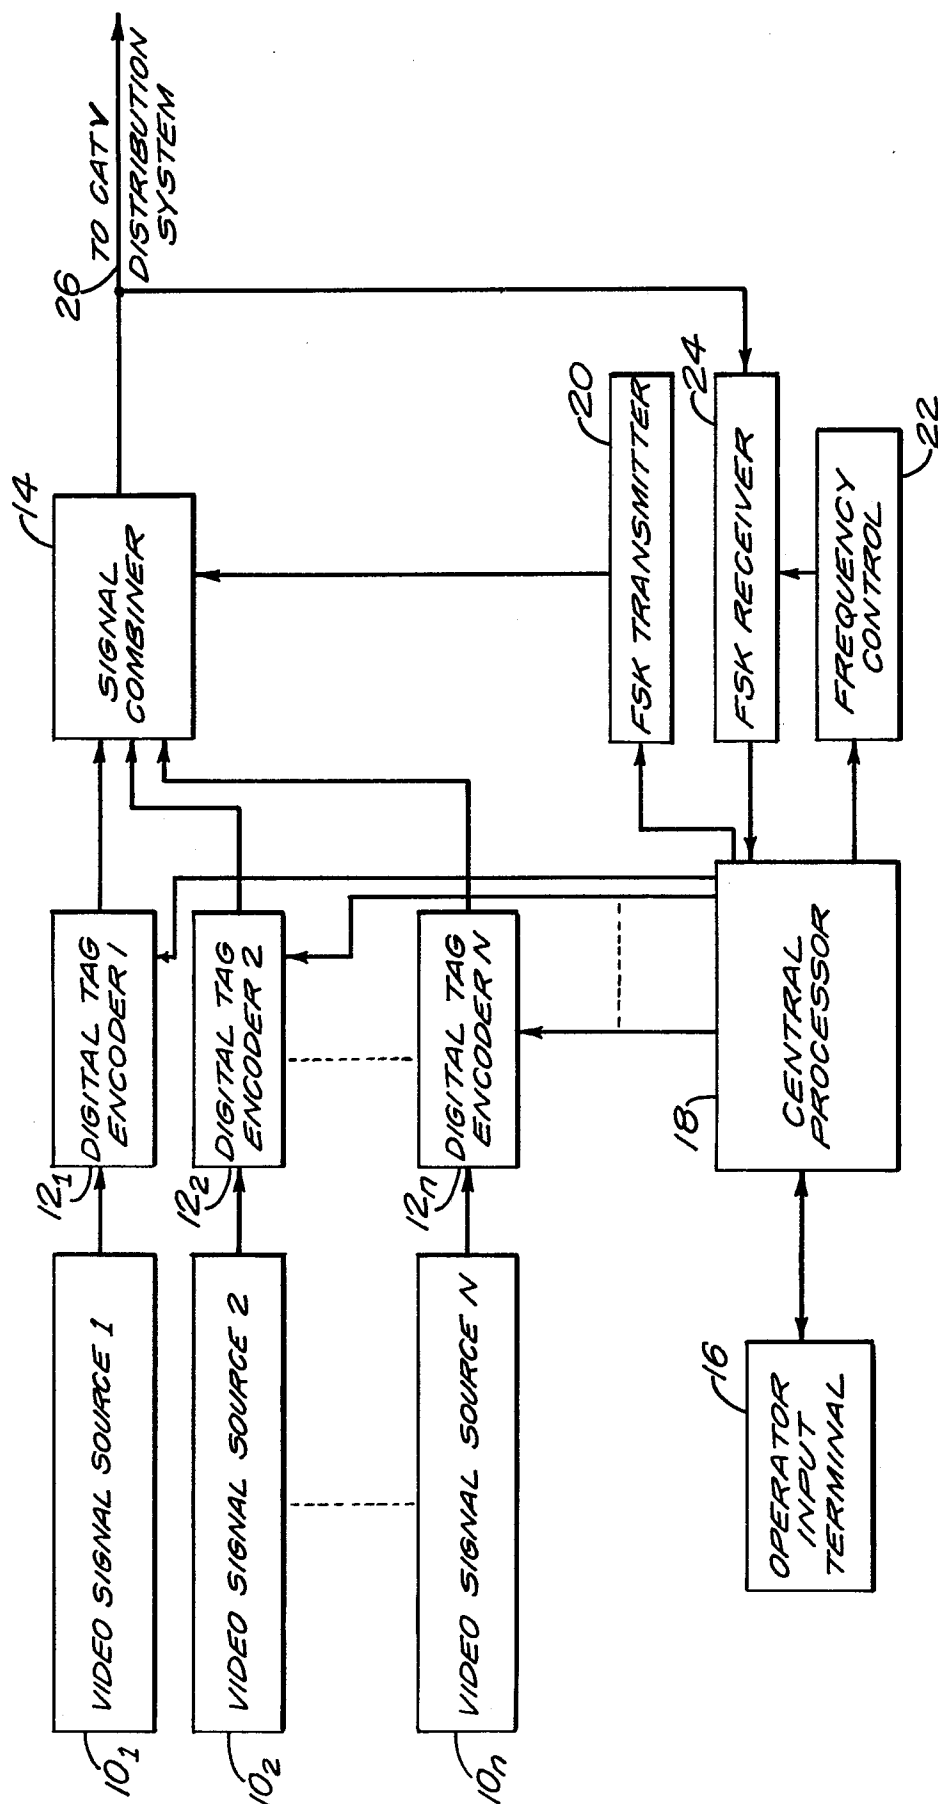 VIDEO SIGNAL SOURCE 1
10₁
DIGITAL TAG
ENCODER 1
12₁
VIDEO SIGNAL SOURCE 2
10₂
DIGITAL TAG
ENCODER 2
12₂
VIDEO SIGNAL SOURCE N
10n
DIGITAL TAG
ENCODER N
12n
SIGNAL
COMBINER
14
26
TO CATV
DISTRIBUTION
SYSTEM
FSK TRANSMITTER
20
FSK RECEIVER
24
FREQUENCY
CONTROL
22
CENTRAL
PROCESSOR
18
OPERATOR
INPUT
TERMINAL
16